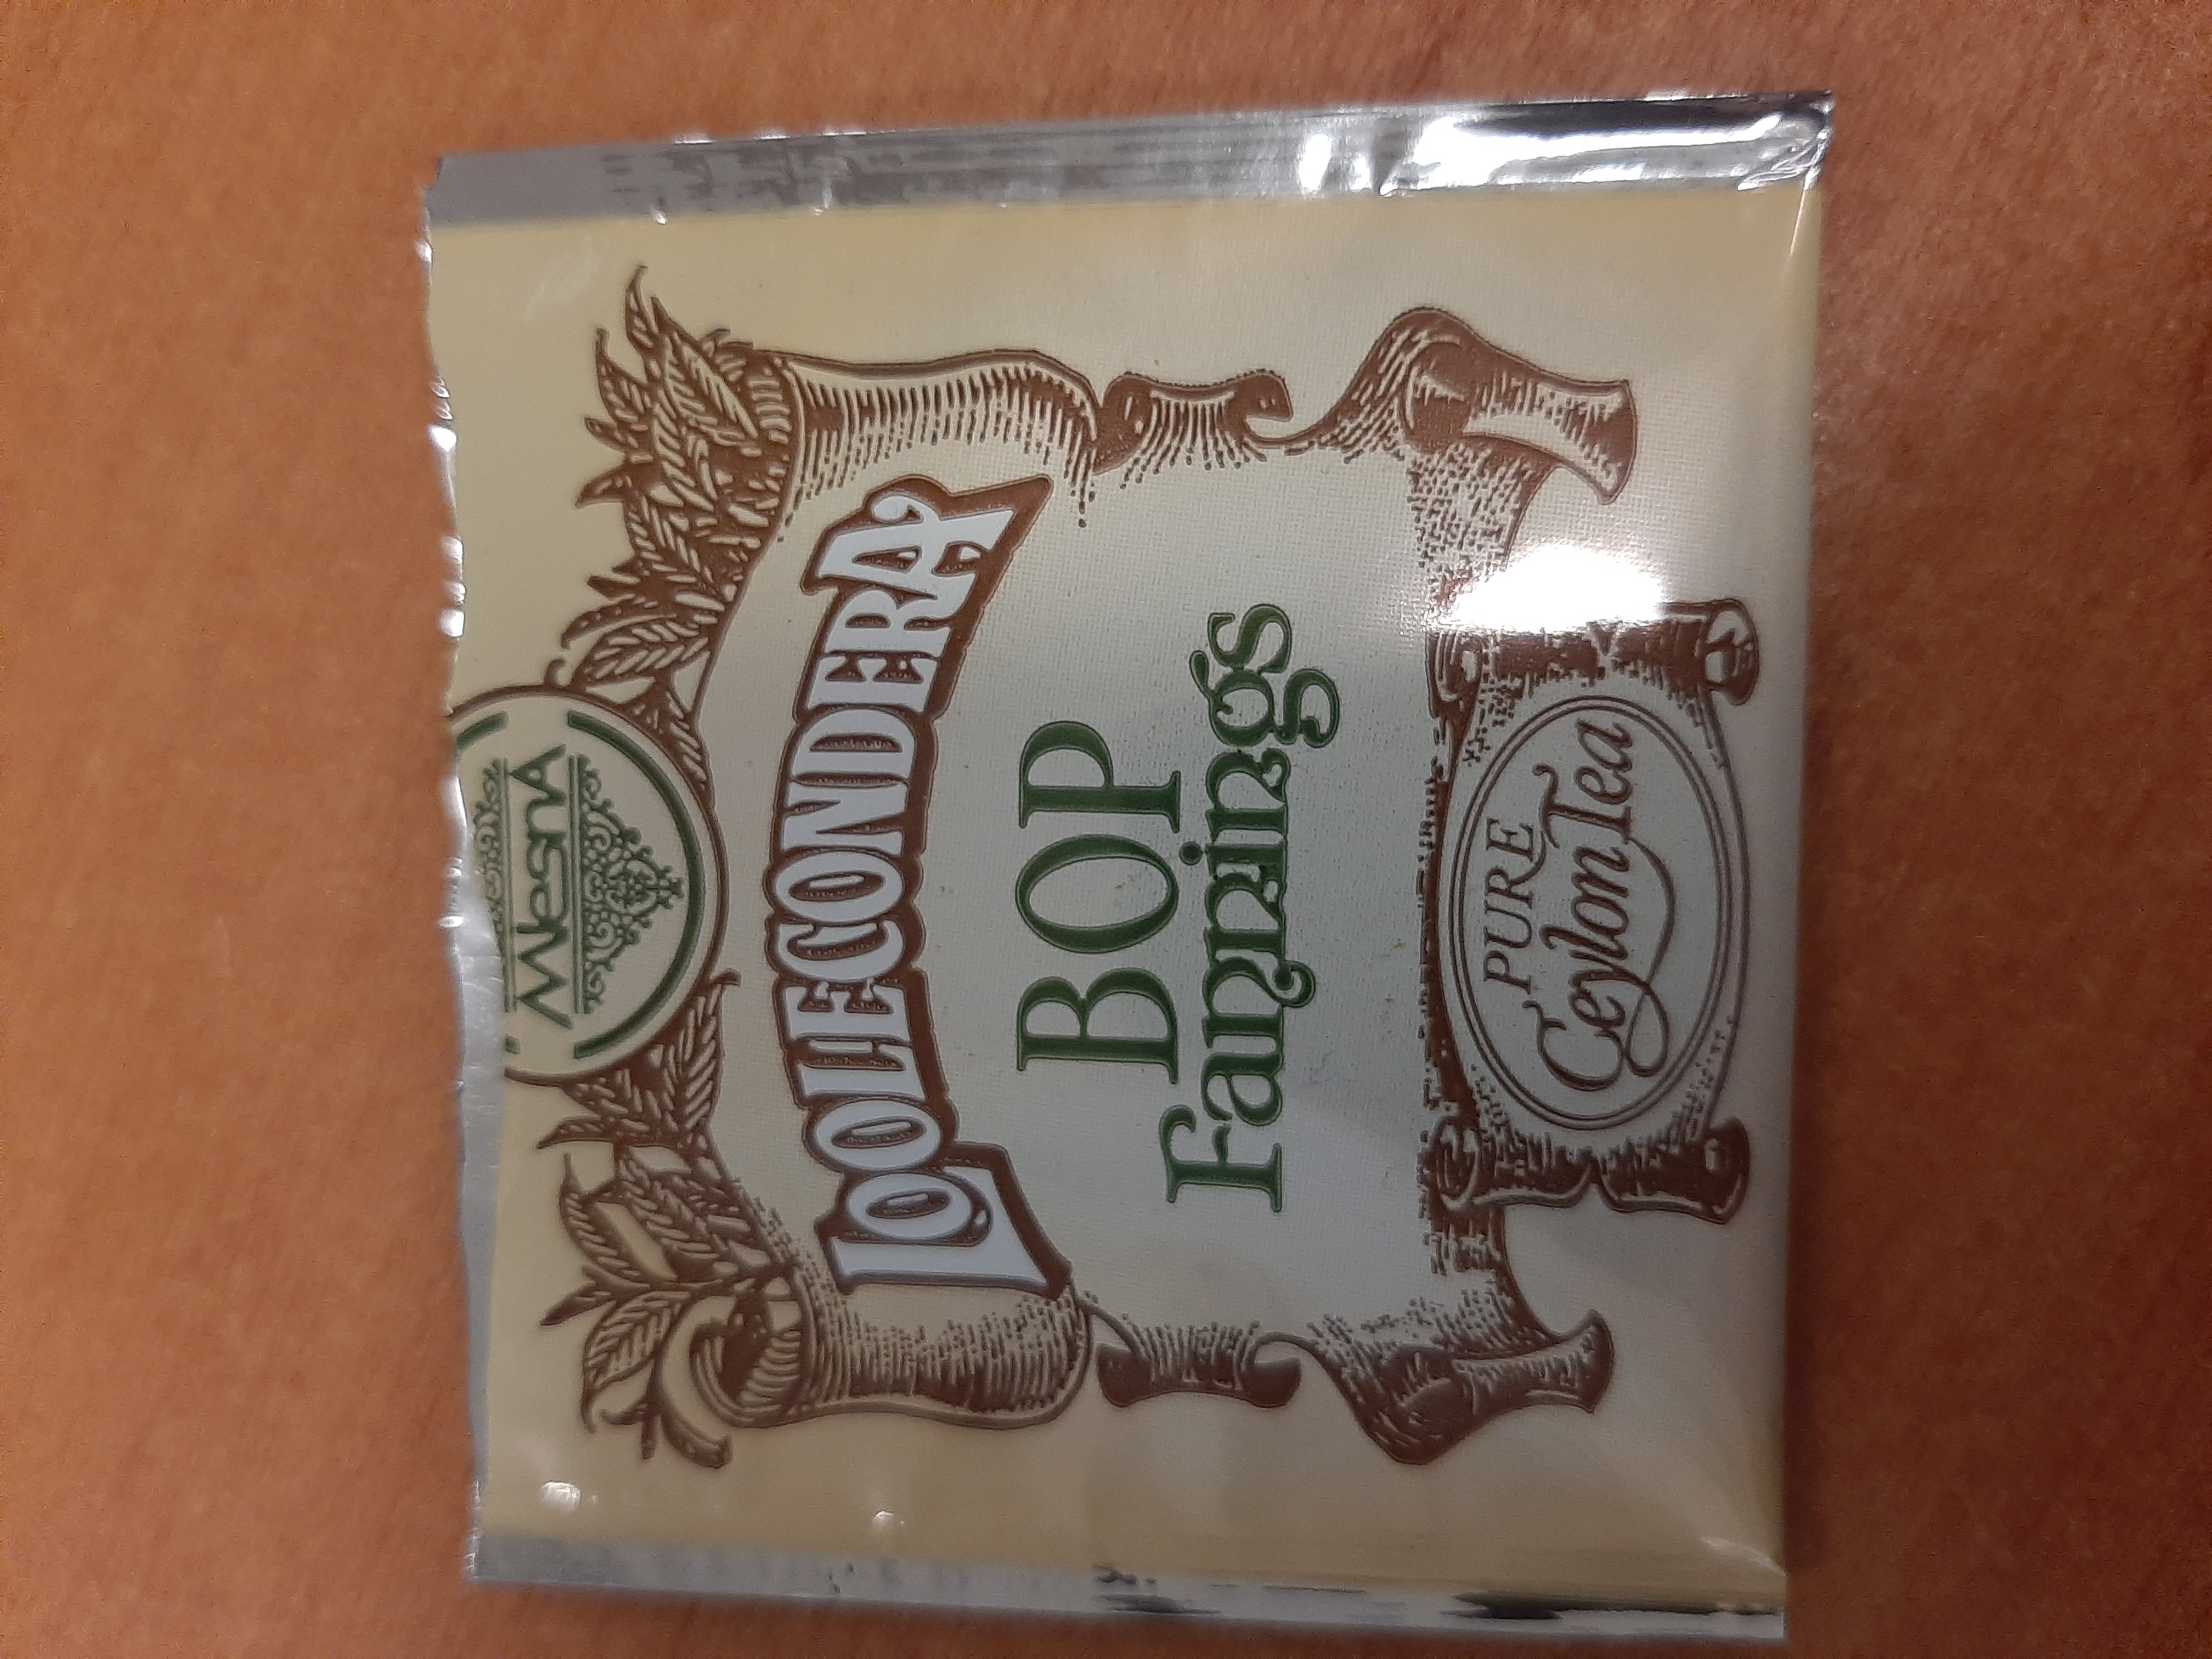 MlesnA
LOOLECONDERA
BOP
Fannings
PURE
Ceylon Tea